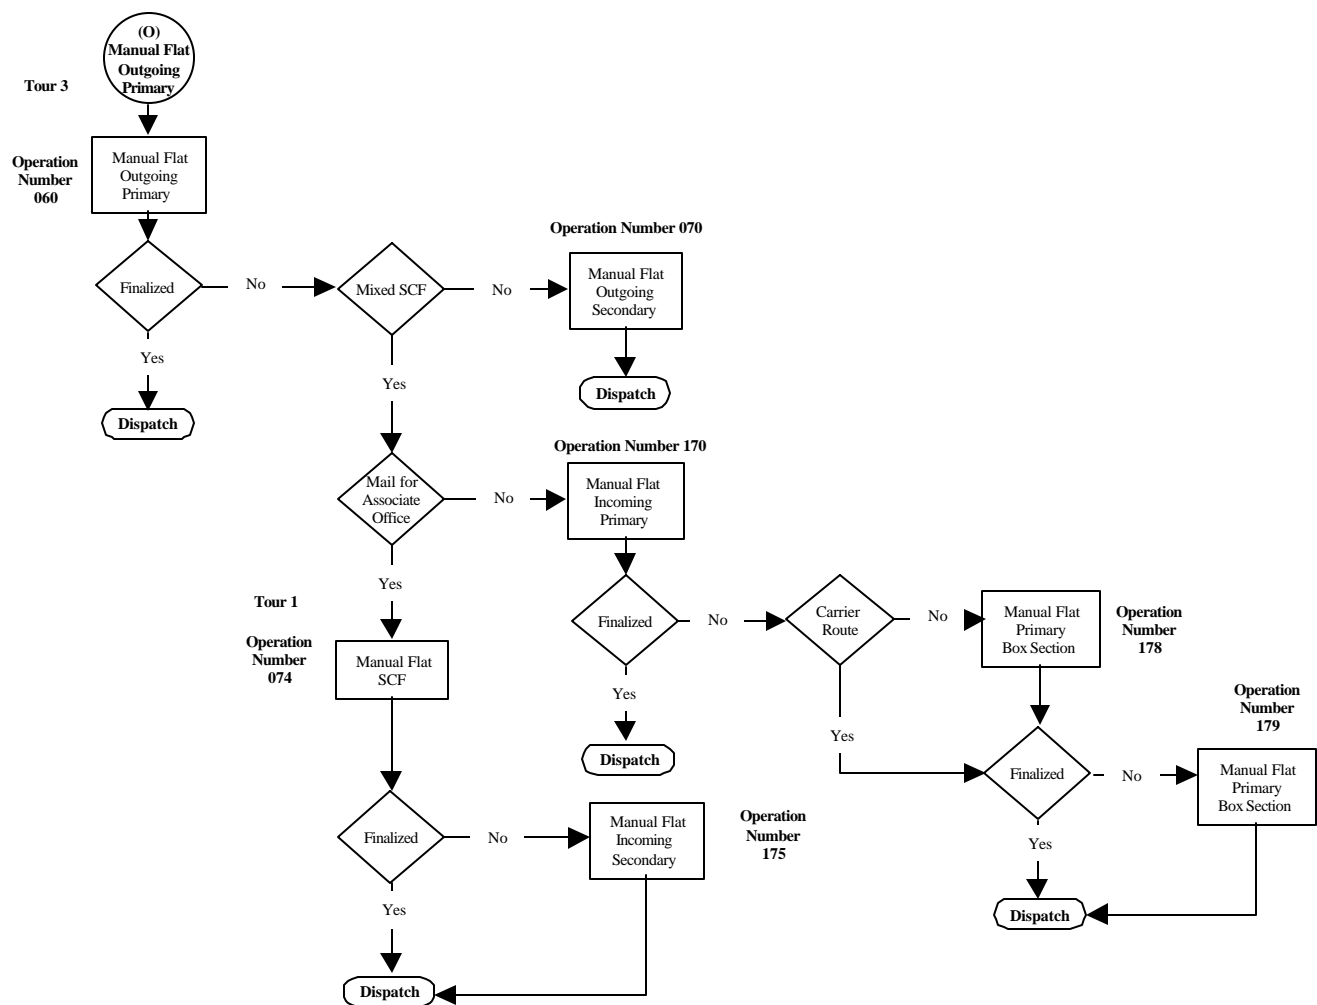 (O)
Manual Flat
Outgoing
Primary
Tour 3
Operation
Number
060
Manual Flat
Outgoing
Primary
Finalized
No
Yes
Dispatch
Mixed SCF
No
Yes
Operation Number 070
Manual Flat
Outgoing
Secondary
Dispatch
Mail for
Associate
Office
No
Yes
Operation Number 170
Manual Flat
Incoming
Primary
Finalized
No
Yes
Dispatch
Carrier
Route
No
Yes
Manual Flat
Primary
Box Section
Operation
Number
178
Finalized
No
Yes
Dispatch
Operation
Number
179
Manual Flat
Primary
Box Section
Tour 1
Operation
Number
074
Manual Flat
SCF
Finalized
No
Yes
Dispatch
Manual Flat
Incoming
Secondary
Operation
Number
175